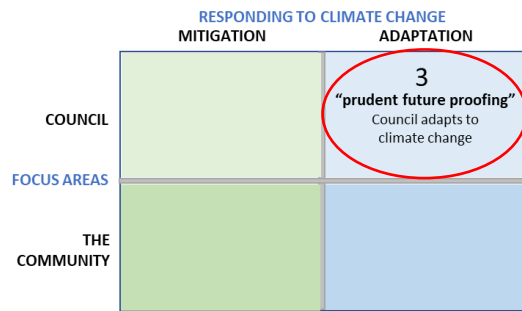 RESPONDING TO CLIMATE CHANGE
MITIGATION
ADAPTATION
3
“prudent future proofing”
Council adapts to
climate change
COUNCIL
FOCUS AREAS
THE
COMMUNITY